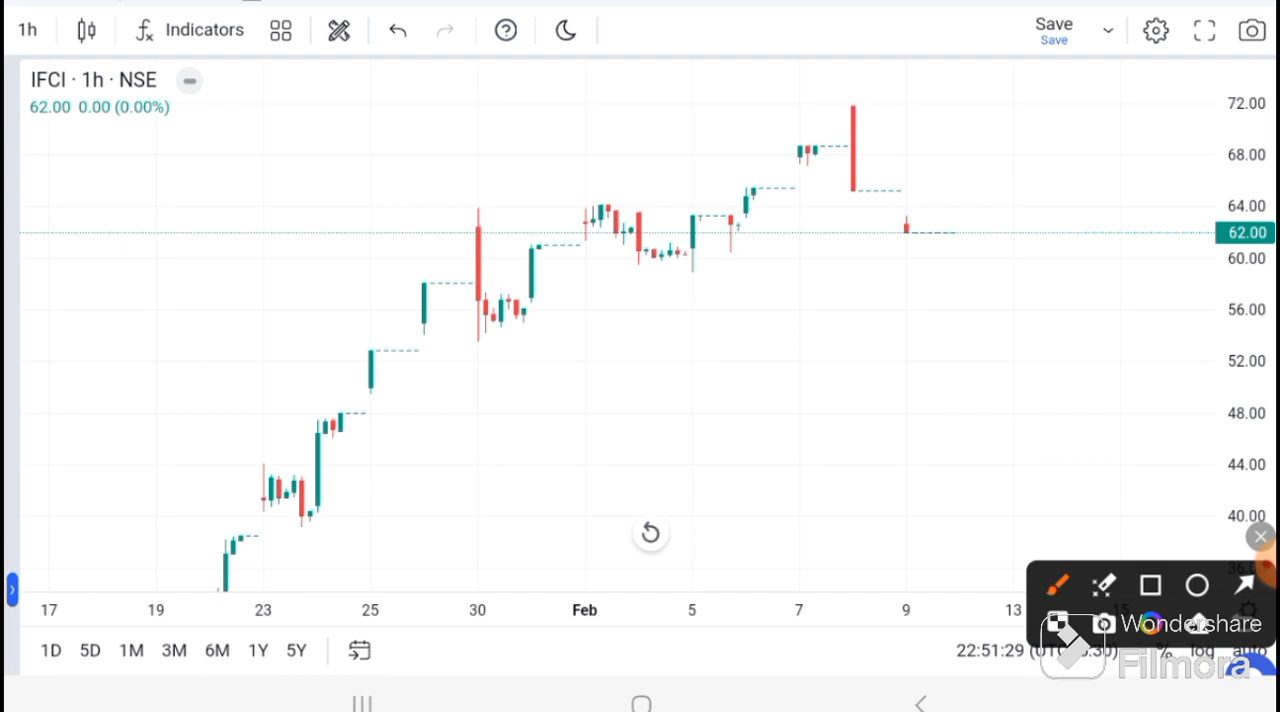 1h Indicators Save
Save
IFCI · 1h · NSE
62.00 0.00 (0.00%)
72.00
68.00
64.00
62.00
60.00
56.00
52.00
48.00
44.00
40.00
17 19 23 25 30 Feb 5 7 9 13 15
Wondershare
Filmora
1D 5D 1M 3M 6M 1Y 5Y 22:51:29 % log auto